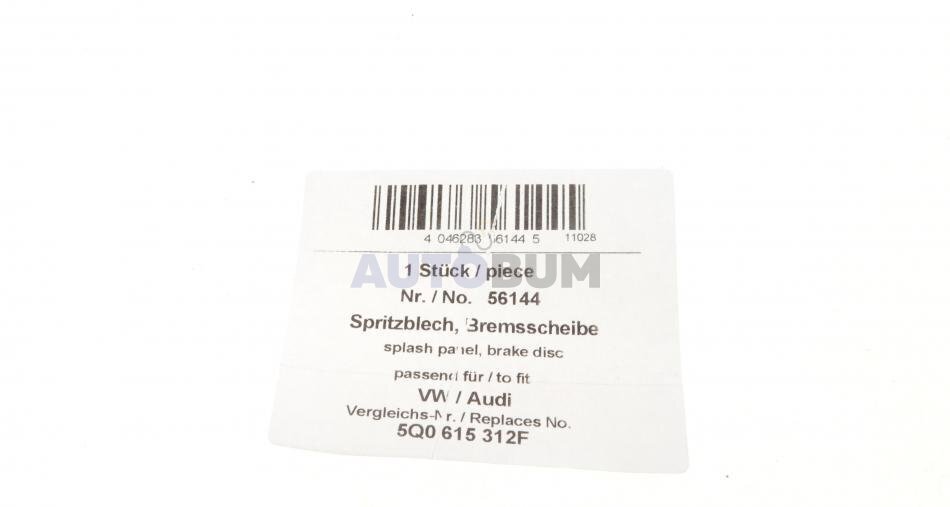 4 046283 561445 11028
AUTOBUM
1 Stück / piece
Nr. / No. 56144
Spritzblech, Bremsscheibe
splash panel, brake disc
passend für / to fit
VW / Audi
Vergleichs-Nr. / Replaces No.
5Q0 615 312F